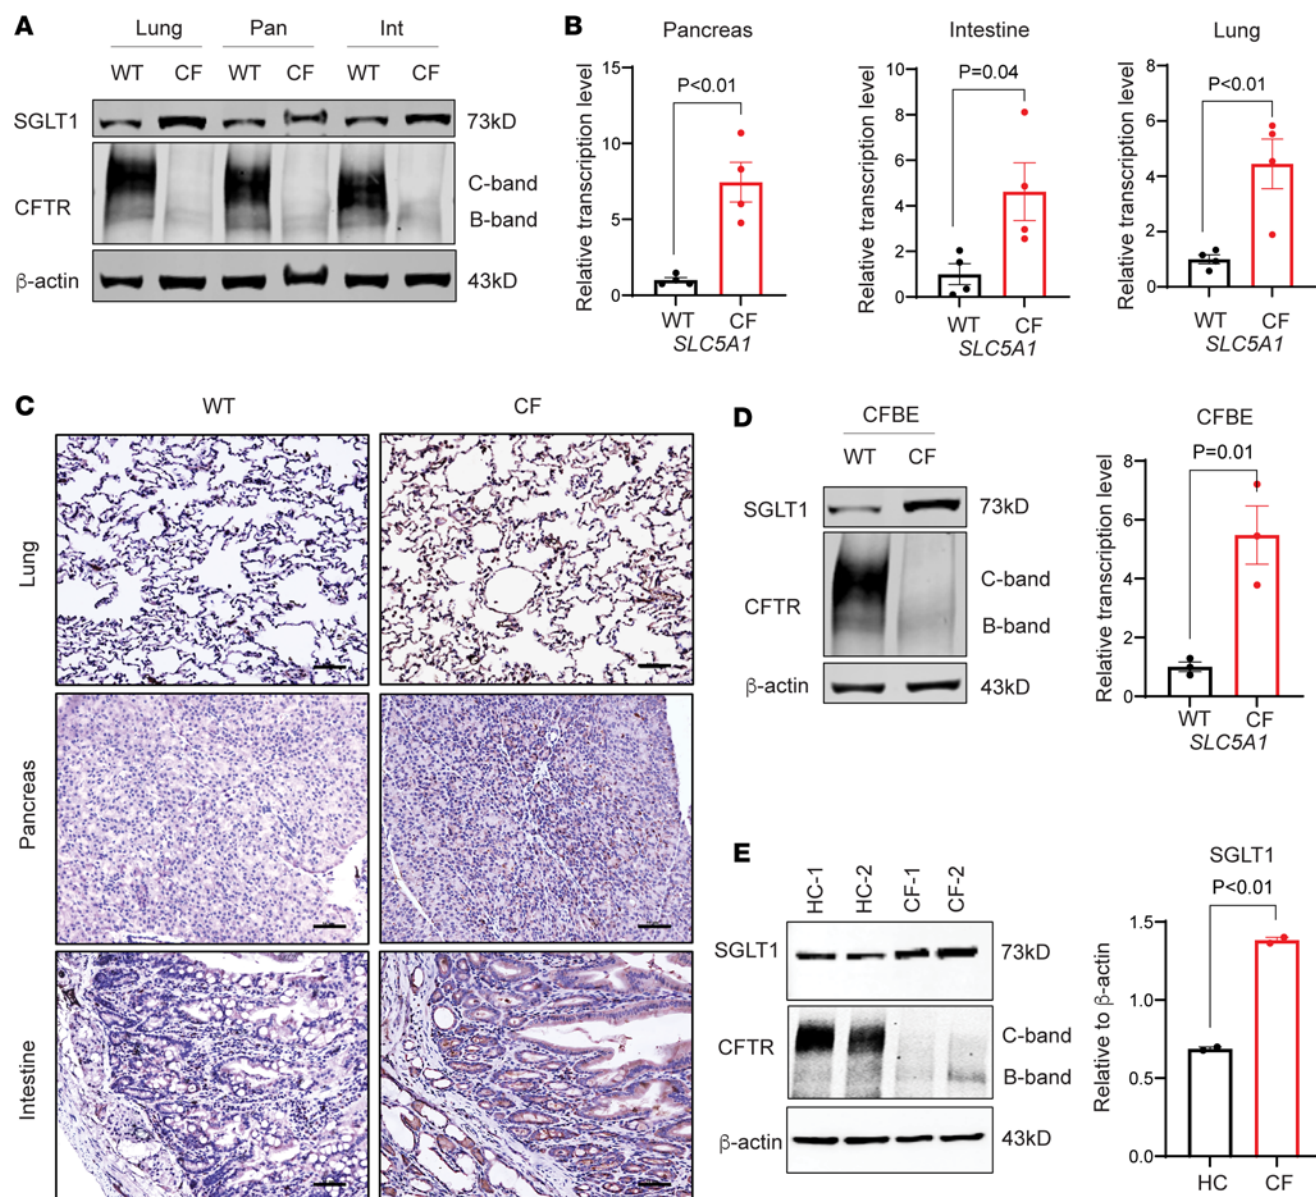 A
Lung Pan Int
WT CF WT CF WT CF
SGLT1 73kD
CFTR C-band
B-band
β-actin 43kD
B
Pancreas
Relative transcription level
15
10
5
0
P<0.01
WT CF
SLC5A1
Intestine
Relative transcription level
10
8
6
4
2
0
P=0.04
WT CF
SLC5A1
Lung
Relative transcription level
8
6
4
2
0
P<0.01
WT CF
SLC5A1
C
WT CF
Lung
Pancreas
Intestine
D
CFBE
WT CF
SGLT1 73kD
CFTR C-band
B-band
β-actin 43kD
CFBE
Relative transcription level
8
6
4
2
0
P=0.01
WT CF
SLC5A1
E
HC-1 HC-2 CF-1 CF-2
SGLT1 73kD
CFTR C-band
B-band
β-actin 43kD
SGLT1
P<0.01
Relative to β-actin
1.5
1.0
0.5
0.0
HC CF